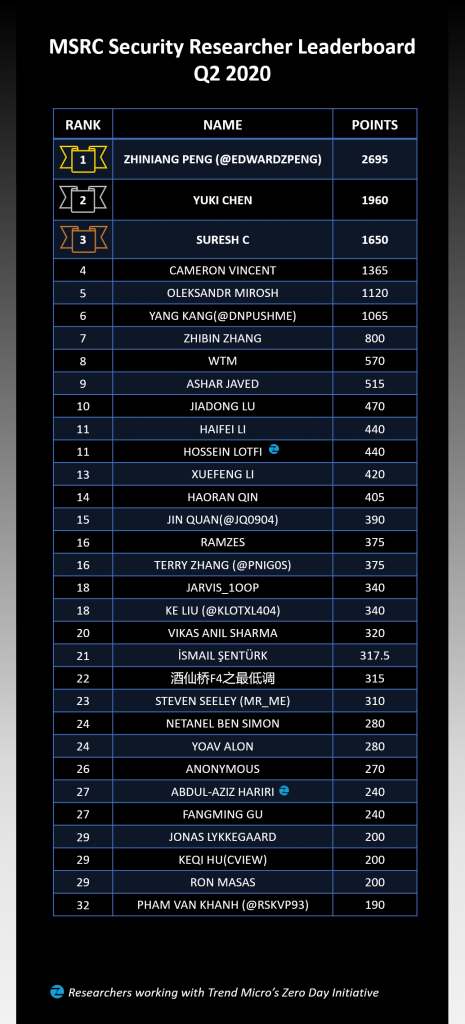 MSRC Security Researcher Leaderboard
Q2 2020
RANK NAME POINTS
1 ZHINIANG PENG (@EDWARDZPENG) 2695
2 YUKI CHEN 1960
3 SURESH C 1650
4 CAMERON VINCENT 1365
5 OLEKSANDR MIROSH 1120
6 YANG KANG(@DNPUSHME) 1065
7 ZHIBIN ZHANG 800
8 WTM 570
9 ASHAR JAVED 515
10 JIADONG LU 470
11 HAIFEI LI 440
11 HOSSEIN LOTFI 440
13 XUEFENG LI 420
14 HAORAN QIN 405
15 JIN QUAN(@JQ0904) 390
16 RAMZES 375
16 TERRY ZHANG (@PNIG0S) 375
18 JARVIS_1OOP 340
18 KE LIU (@KLOTXL404) 340
20 VIKAS ANIL SHARMA 320
21 İSMAIL ŞENTÜRK 317.5
22 酒仙桥F4之最低调 315
23 STEVEN SEELEY (MR_ME) 310
24 NETANEL BEN SIMON 280
24 YOAV ALON 280
26 ANONYMOUS 270
27 ABDUL-AZIZ HARIRI 240
27 FANGMING GU 240
29 JONAS LYKKEGAARD 200
29 KEQI HU(CVIEW) 200
29 RON MASAS 200
32 PHAM VAN KHANH (@RSKVP93) 190
Researchers working with Trend Micro's Zero Day Initiative